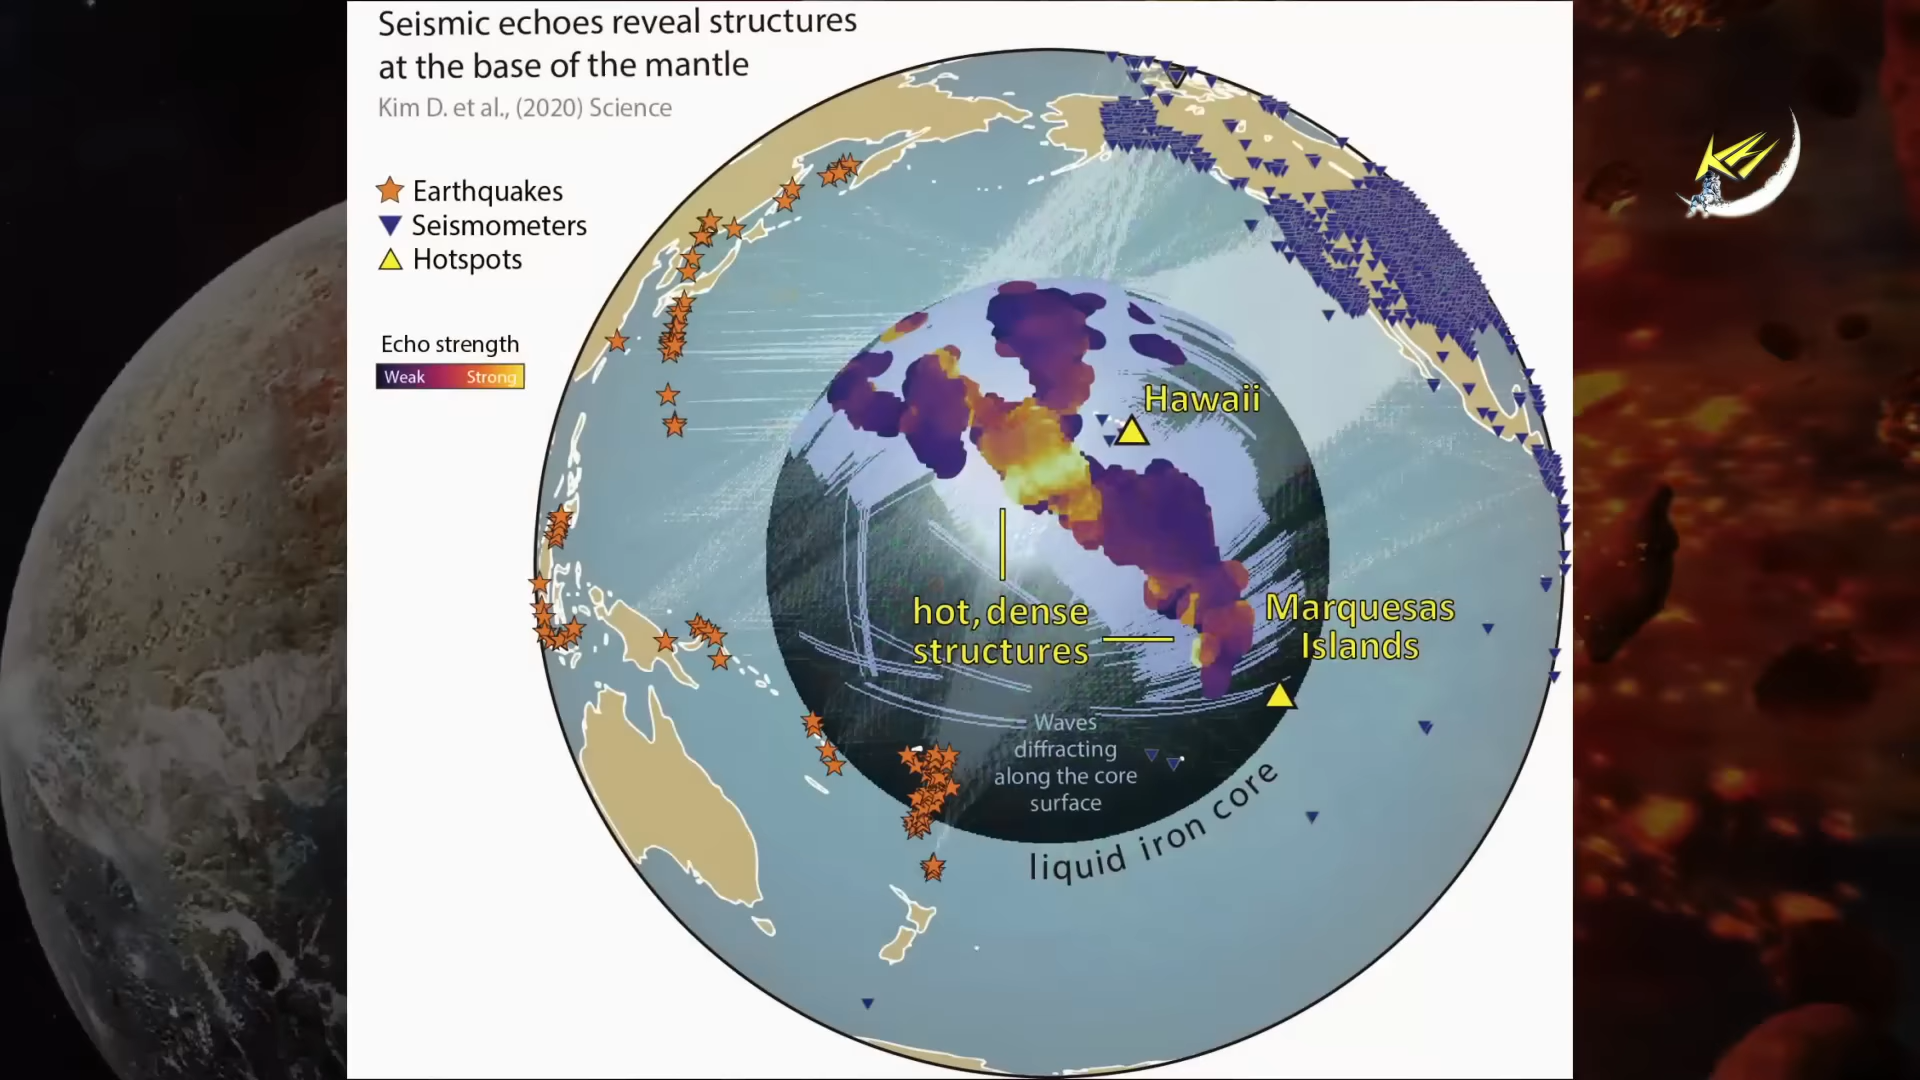 Seismic echoes reveal structures
at the base of the mantle
Kim D. et al., (2020) Science
Earthquakes
Seismometers
Hotspots
Echo strength
Weak Strong
Hawaii
hot, dense
structures
Marquesas
Islands
Waves
diffracting
along the core
surface
liquid iron core